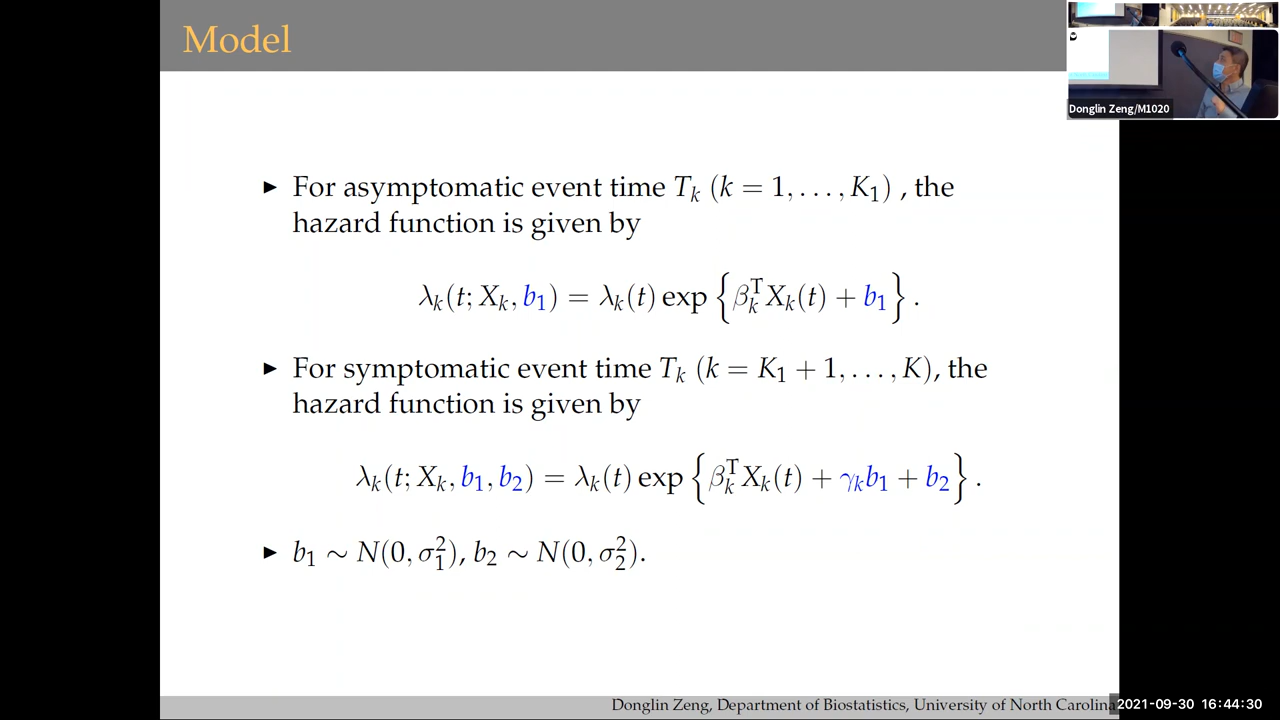 Model
Donglin Zeng/M1020
▶ For asymptomatic event time T_k (k = 1, . . . , K_1) , the
hazard function is given by
λ_k(t; X_k, b_1) = λ_k(t) exp { β_k^T X_k(t) + b_1 } .
▶ For symptomatic event time T_k (k = K_1 + 1, . . . , K), the
hazard function is given by
λ_k(t; X_k, b_1, b_2) = λ_k(t) exp { β_k^T X_k(t) + γ_k b_1 + b_2 } .
▶ b_1 ∼ N(0, σ_1^2), b_2 ∼ N(0, σ_2^2).
Donglin Zeng, Department of Biostatistics, University of North Carolina
2021-09-30 16:44:30